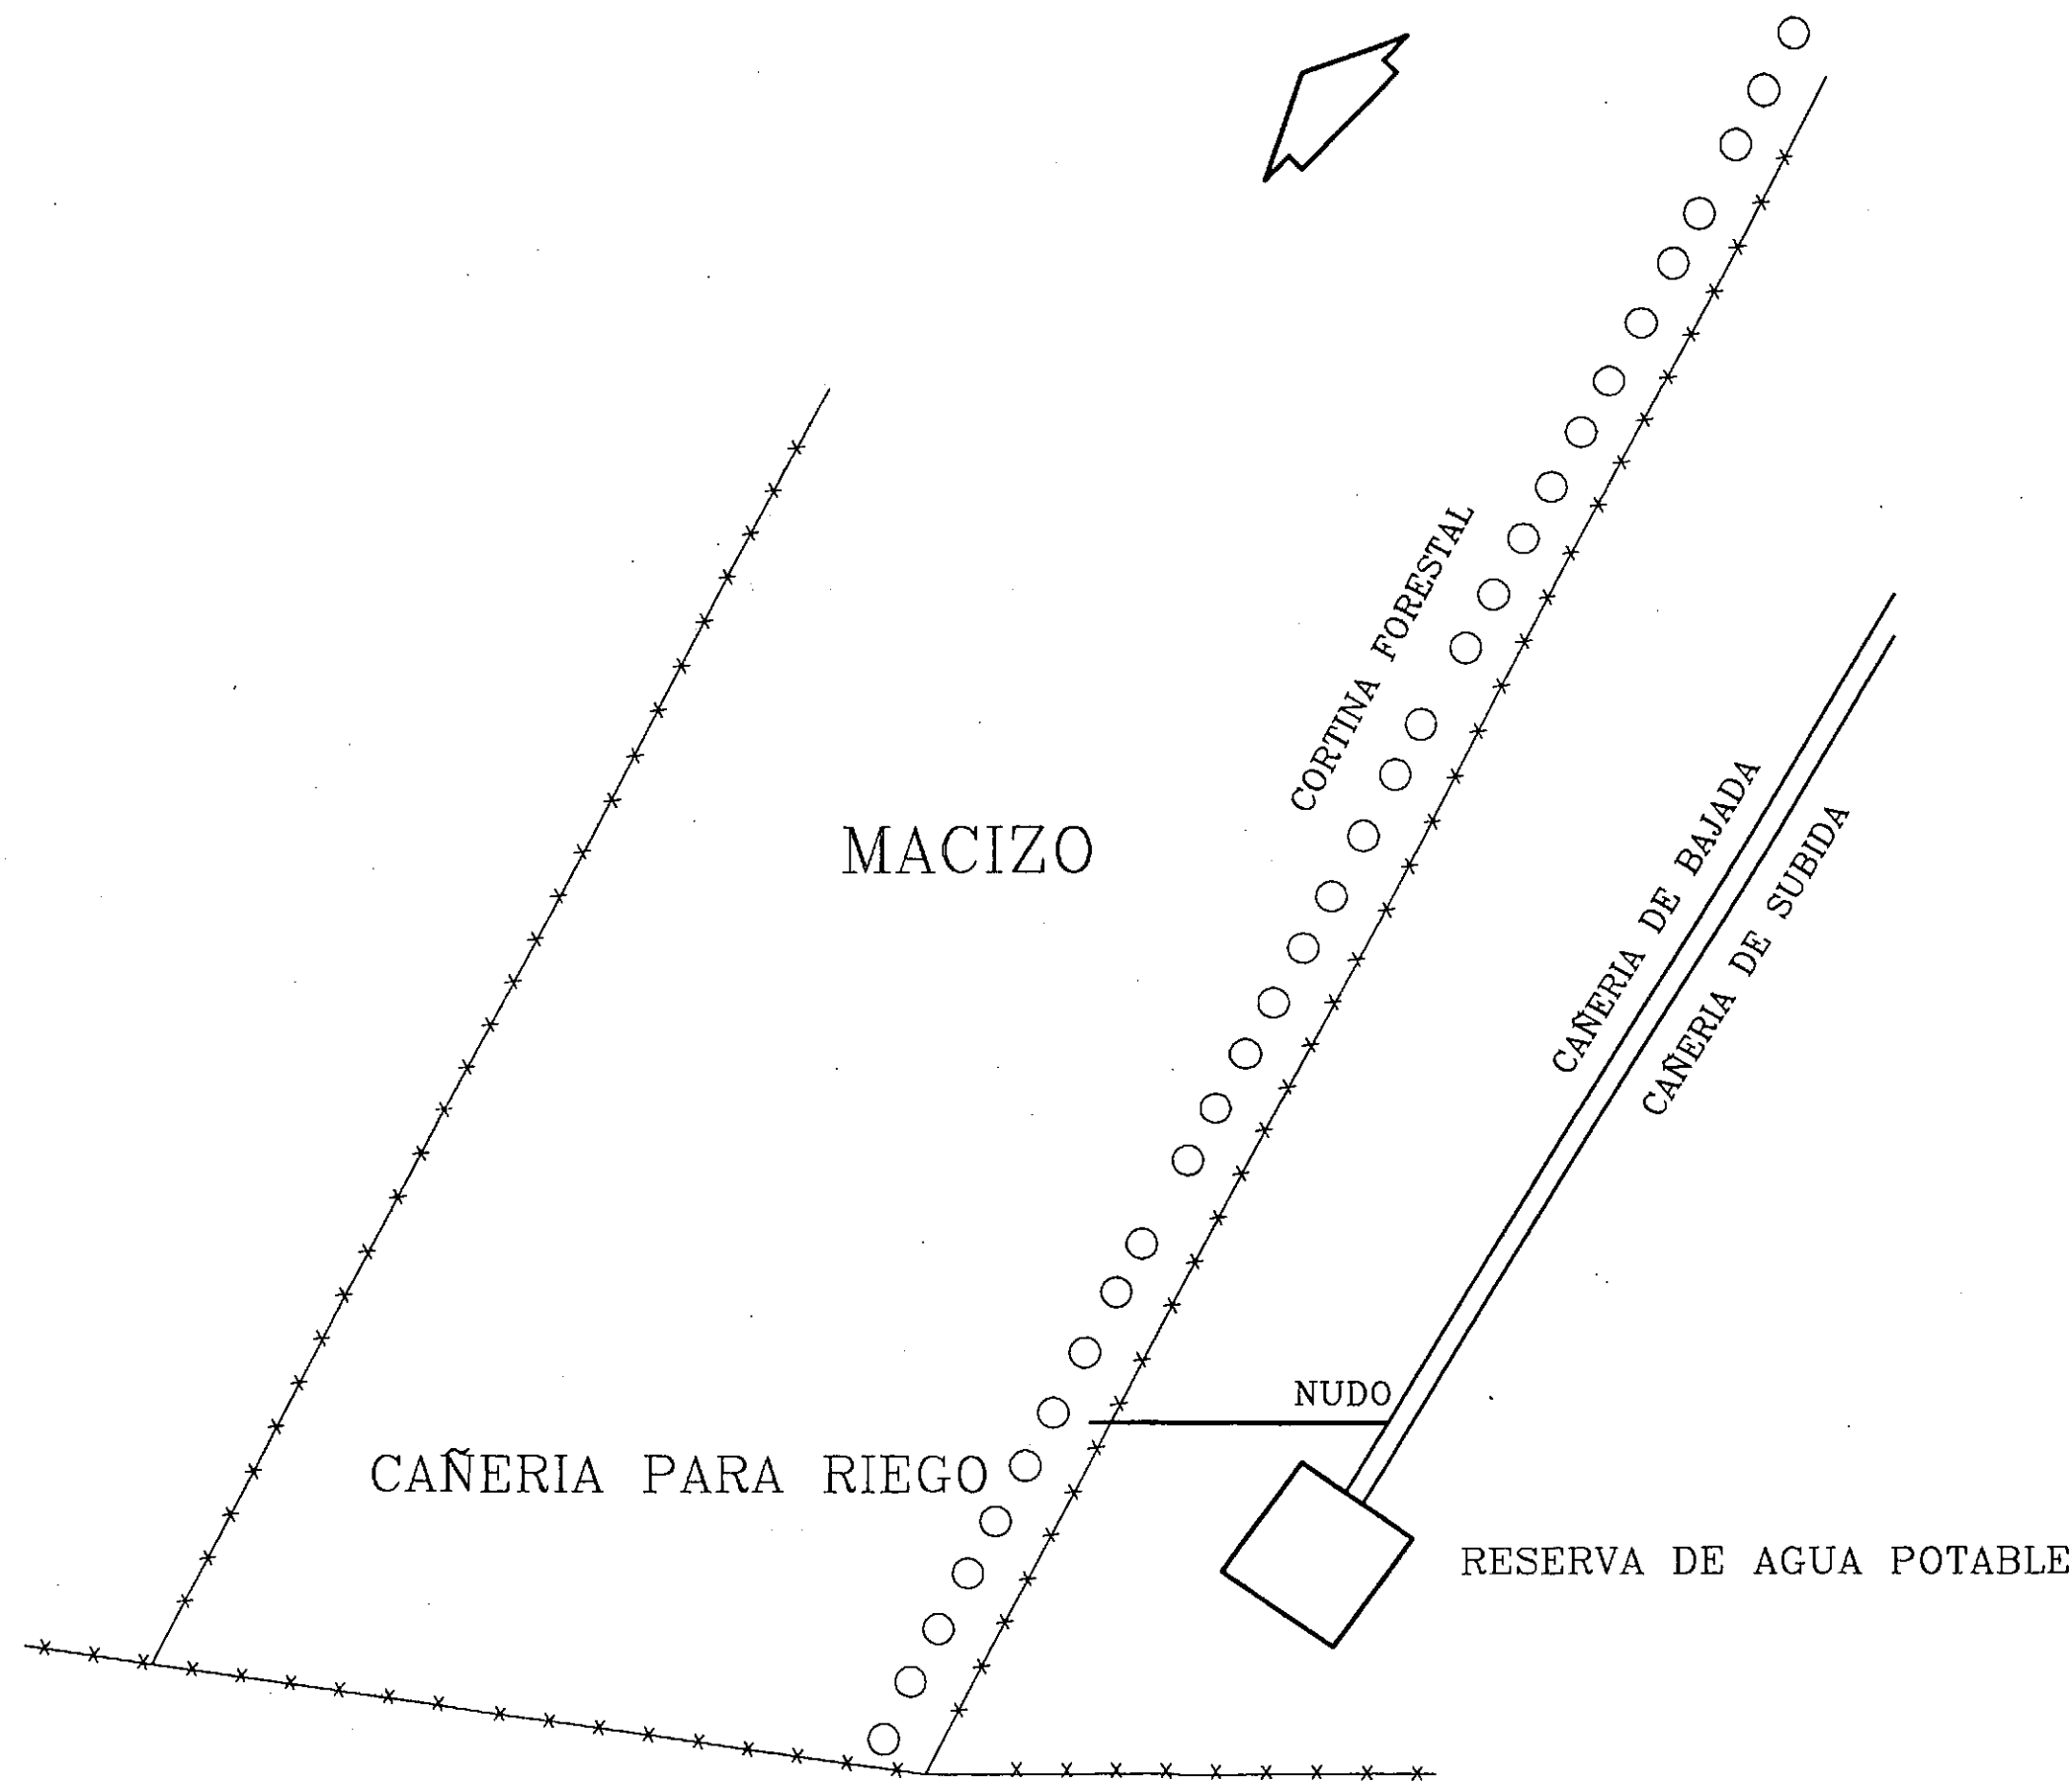 CORTINA FORESTAL
MACIZO
CAÑERIA DE BAJADA
CAÑERIA DE SUBIDA
NUDO
CAÑERIA PARA RIEGO
RESERVA DE AGUA POTABLE